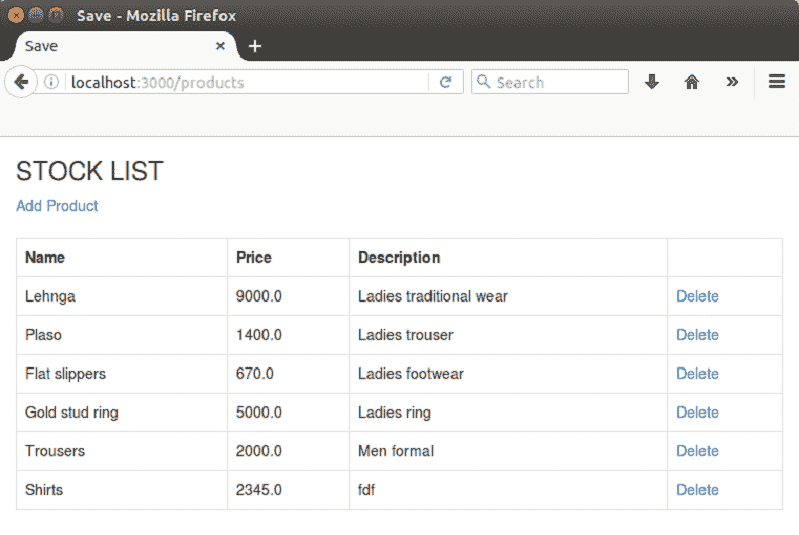 Save - Mozilla Firefox
Save
localhost:3000/products
Search
STOCK LIST
Add Product
Name Price Description
Lehnga 9000.0 Ladies traditional wear Delete
Plaso 1400.0 Ladies trouser Delete
Flat slippers 670.0 Ladies footwear Delete
Gold stud ring 5000.0 Ladies ring Delete
Trousers 2000.0 Men formal Delete
Shirts 2345.0 fdf Delete